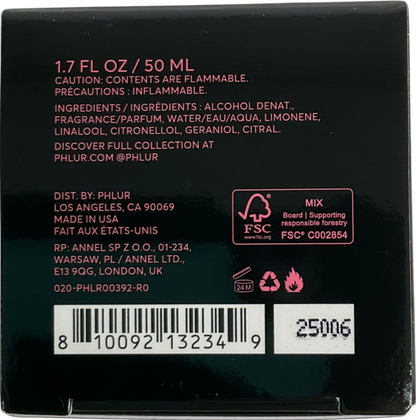 1.7 FL OZ / 50 ML
CAUTION: CONTENTS ARE FLAMMABLE.
PRÉCAUTIONS : INFLAMMABLE.
INGREDIENTS / INGRÉDIENTS : ALCOHOL DENAT.,
FRAGRANCE/PARFUM, WATER/EAU/AQUA, LIMONENE,
LINALOOL, CITRONELLOL, GERANIOL, CITRAL.
DISCOVER FULL COLLECTION AT
PHLUR.COM @PHLUR
DIST. BY: PHLUR
LOS ANGELES, CA 90069
MADE IN USA
FAIT AUX ÉTATS-UNIS
RP: ANNEL SP Z O.O., 01-234,
WARSAW, PL / ANNEL LTD.,
E13 9QG, LONDON, UK
020-PHLR00392-R0
FSC
www.fsc.org
MIX
Board | Supporting
responsible forestry
FSC® C002854
24 M
8 10092 13234 9
25006